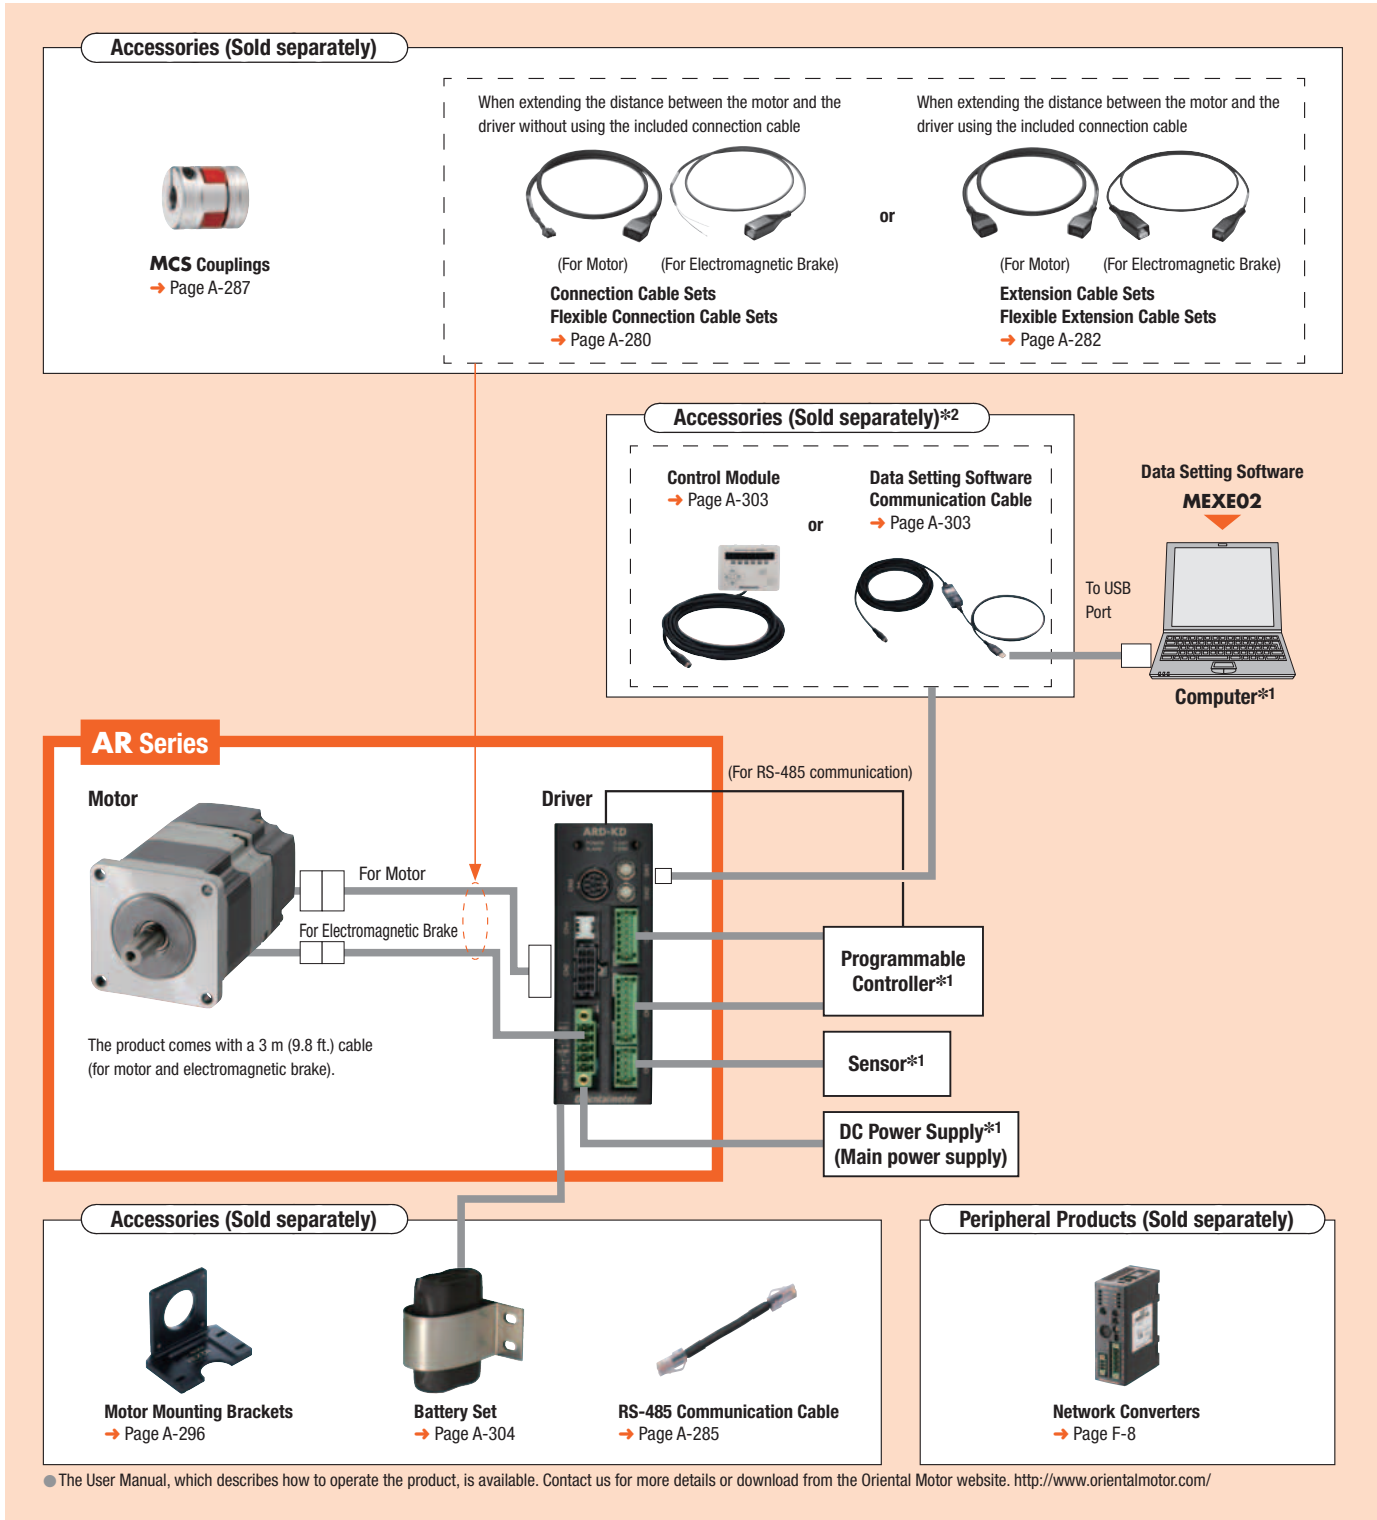 Accessories (Sold separately)
When extending the distance between the motor and the
driver without using the included connection cable
When extending the distance between the motor and the
driver using the included connection cable
or
(For Motor)
(For Electromagnetic Brake)
(For Motor)
(For Electromagnetic Brake)
MCS Couplings
→ Page A-287
Connection Cable Sets
Flexible Connection Cable Sets
→ Page A-280
Extension Cable Sets
Flexible Extension Cable Sets
→ Page A-282
Accessories (Sold separately)*2
Control Module
→ Page A-303
or
Data Setting Software
Communication Cable
→ Page A-303
Data Setting Software
MEXE02
To USB
Port
Computer*1
AR Series
(For RS-485 communication)
Motor
Driver
ARD-KD
For Motor
For Electromagnetic Brake
Programmable
Controller*1
The product comes with a 3 m (9.8 ft.) cable
(for motor and electromagnetic brake).
Sensor*1
Orientalmotor
DC Power Supply*1
(Main power supply)
Accessories (Sold separately)
Peripheral Products (Sold separately)
Motor Mounting Brackets
→ Page A-296
Battery Set
→ Page A-304
RS-485 Communication Cable
→ Page A-285
Network Converters
→ Page F-8
● The User Manual, which describes how to operate the product, is available. Contact us for more details or download from the Oriental Motor website. http://www.orientalmotor.com/